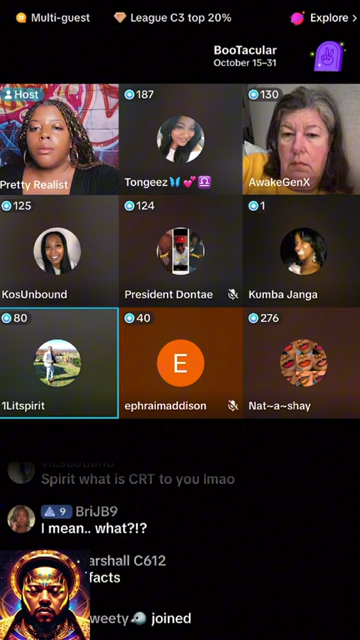 Multi-guest
League C3 top 20%
Explore >
BooTacular
October 15–31
Host
187
130
Pretty Realist
Tongeez🦋💕♎
AwakeGenX
125
124
1
KosUnbound
President Dontae
Kumba Janga
80
40
276
E
1Litspirit
ephraimaddison
Nat~a~shay
Spirit what is CRT to you lmao
9 BriJB9
I mean.. what?!?
arshall C612
facts
weety joined